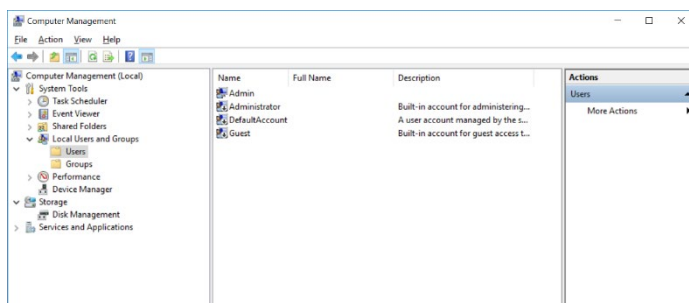 Computer Management
File Action View Help
Computer Management (Local)
System Tools
Task Scheduler
Event Viewer
Shared Folders
Local Users and Groups
Users
Groups
Performance
Device Manager
Storage
Disk Management
Services and Applications
Name Full Name Description
Admin
Administrator Built-in account for administering...
DefaultAccount A user account managed by the s...
Guest Built-in account for guest access t...
Actions
Users
More Actions